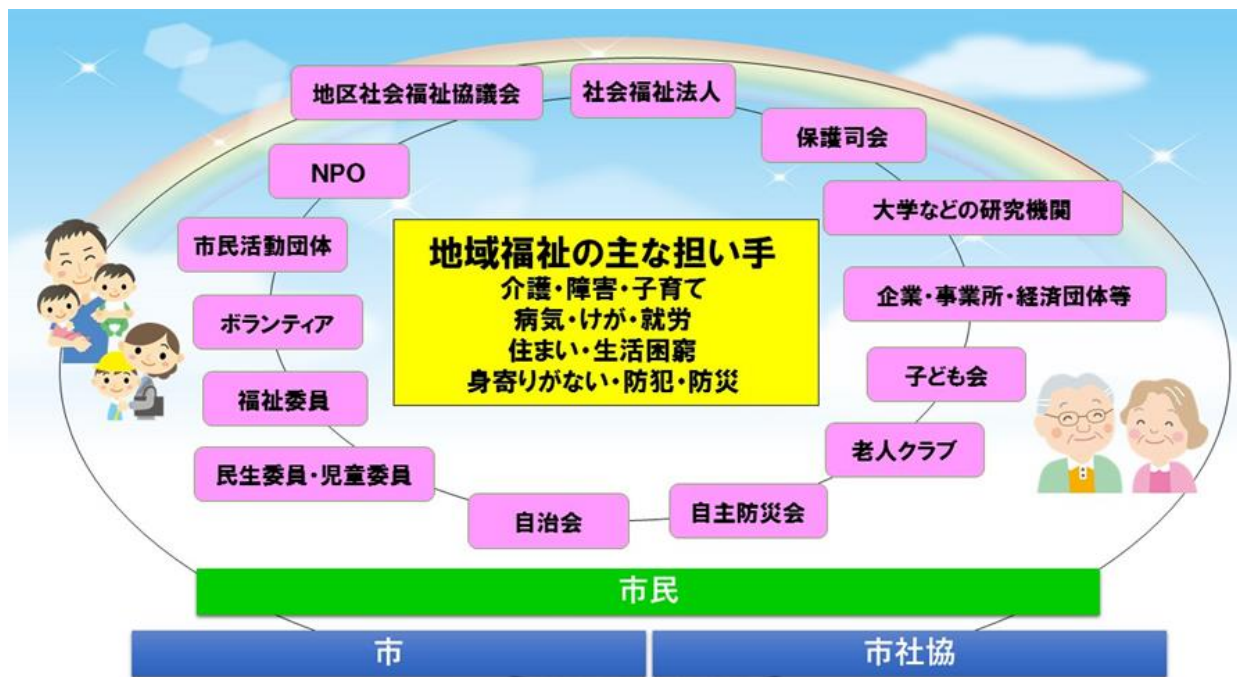 地区社会福祉協議会
社会福祉法人
保護司会
NPO
大学などの研究機関
市民活動団体
地域福祉の主な担い手
介護・障害・子育て
病気・けが・就労
住まい・生活困窮
身寄りがない・防犯・防災
企業・事業所・経済団体等
ボランティア
子ども会
福祉委員
老人クラブ
民生委員・児童委員
自治会
自主防災会
市民
市
市社協